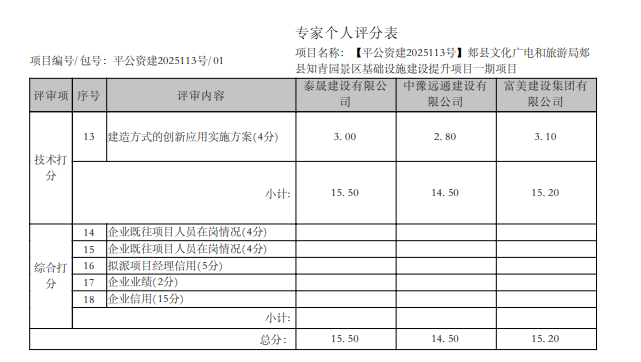 专家个人评分表
项目编号/包号: 平公资建2025113号/01
项目名称: 【平公资建2025113号】郏县文化广电和旅游局郏
县知青园景区基础设施建设提升项目一期项目
评审项 序号 评审内容 泰晟建设有限公司 中豫远通建设有限公司 富美建设集团有限公司
技术打分 13 建造方式的创新应用实施方案(4分) 3.00 2.80 3.10
小计: 15.50 14.50 15.20
综合打分 14 企业既往项目人员在岗情况(4分)
15 企业既往项目人员在岗情况(4分)
16 拟派项目经理信用(5分)
17 企业业绩(2分)
18 企业信用(15分)
小计:
总分: 15.50 14.50 15.20